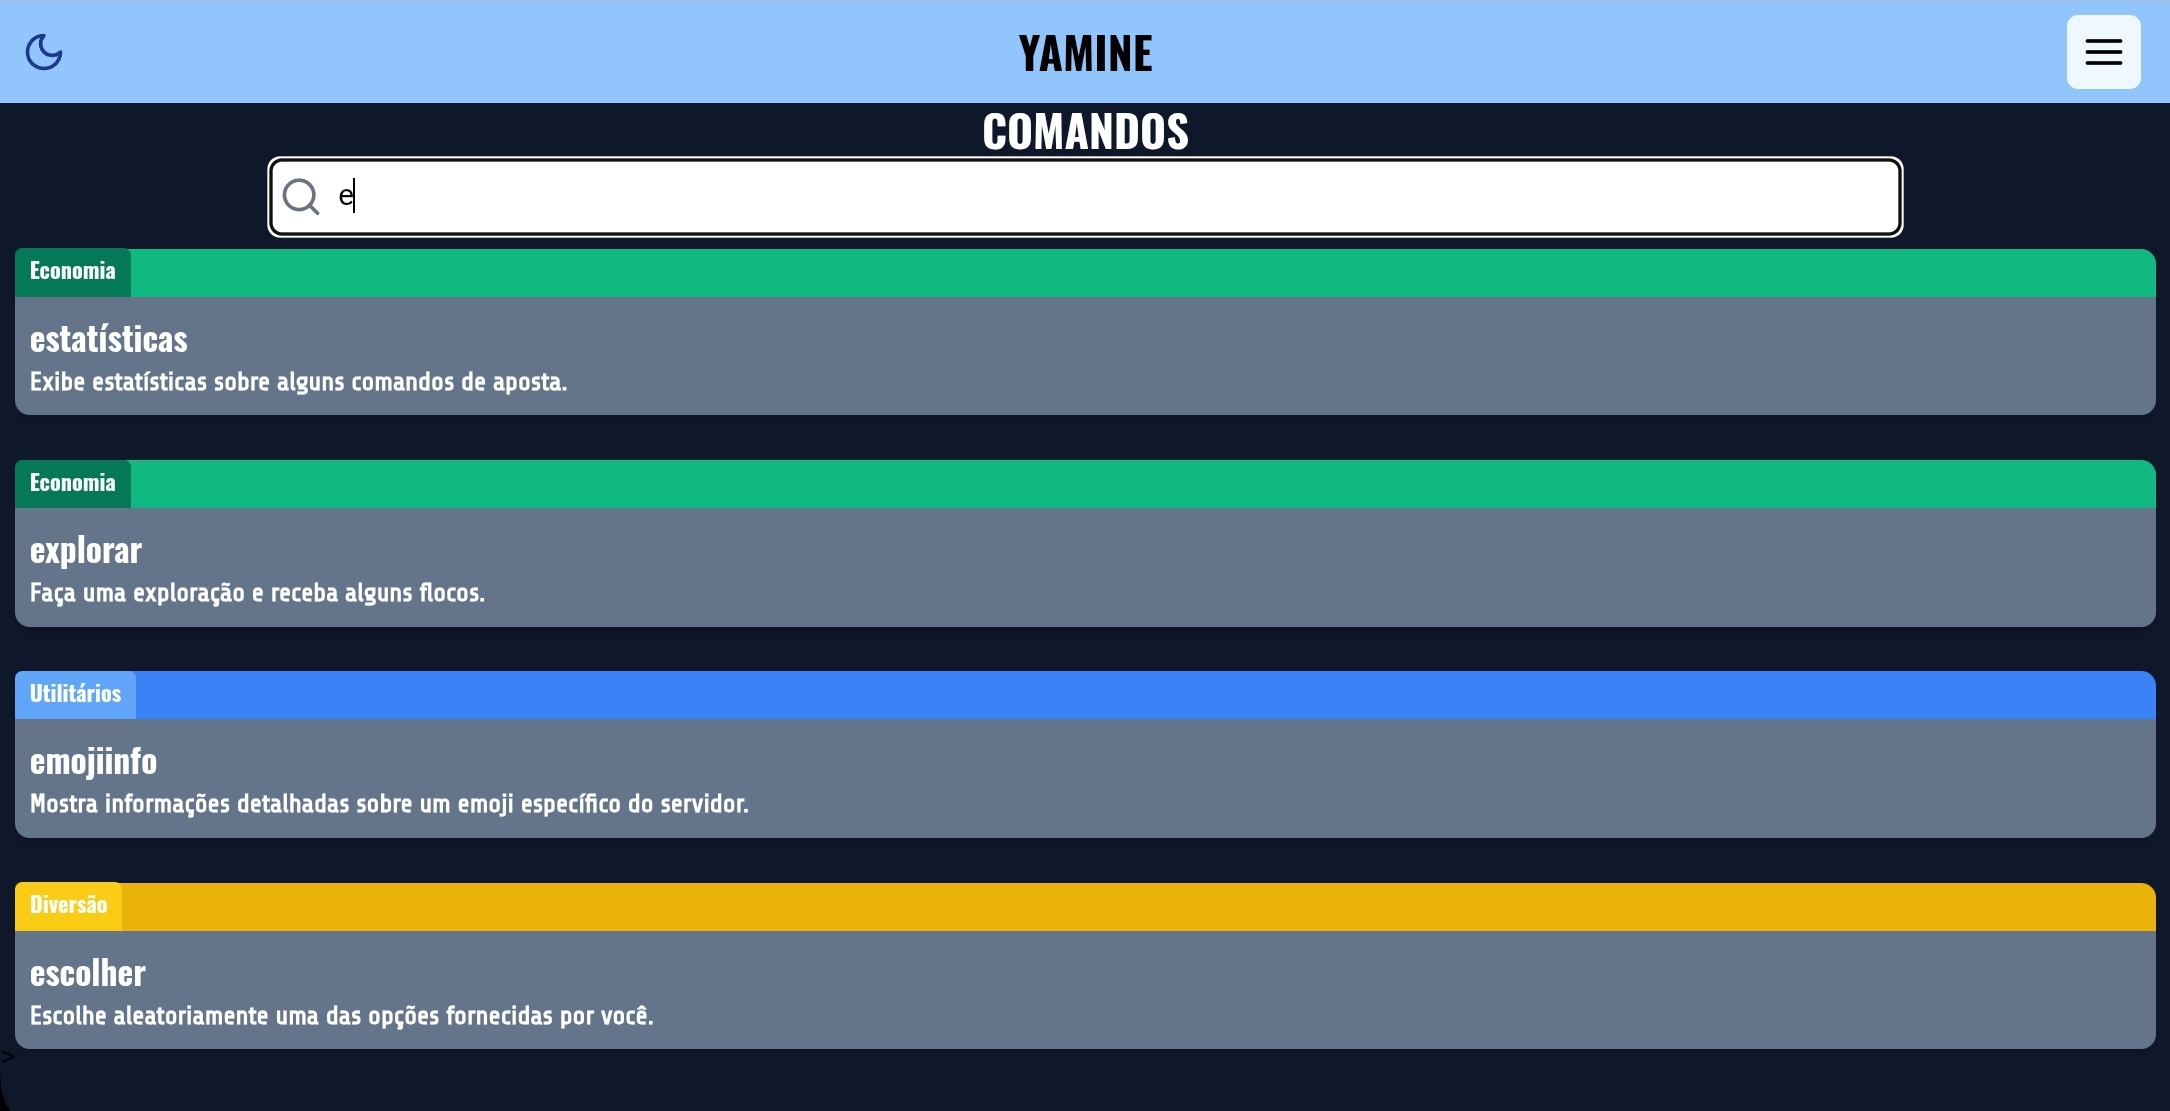 YAMINE
COMANDOS
e
Economia
estatísticas
Exibe estatísticas sobre alguns comandos de aposta.
Economia
explorar
Faça uma exploração e receba alguns flocos.
Utilitários
emojiinfo
Mostra informações detalhadas sobre um emoji específico do servidor.
Diversão
escolher
Escolhe aleatoriamente uma das opções fornecidas por você.
>